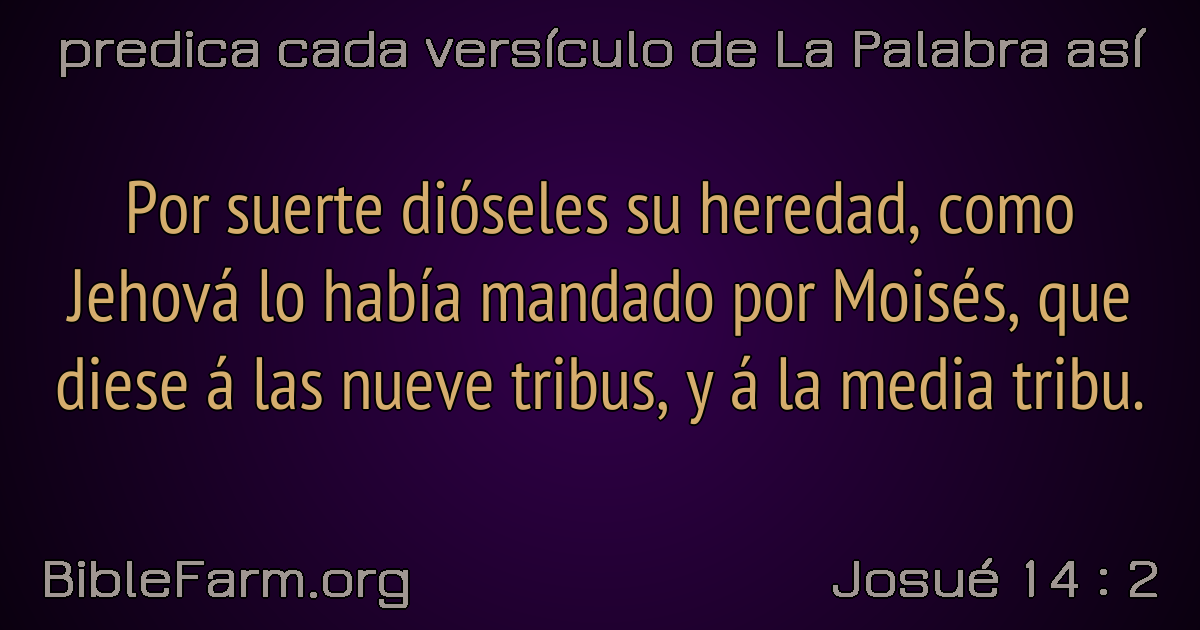 predica cada versículo de La Palabra así
Por suerte dióseles su heredad, como
Jehová lo había mandado por Moisés, que
diese á las nueve tribus, y á la media tribu.
BibleFarm.org
Josué 14 : 2